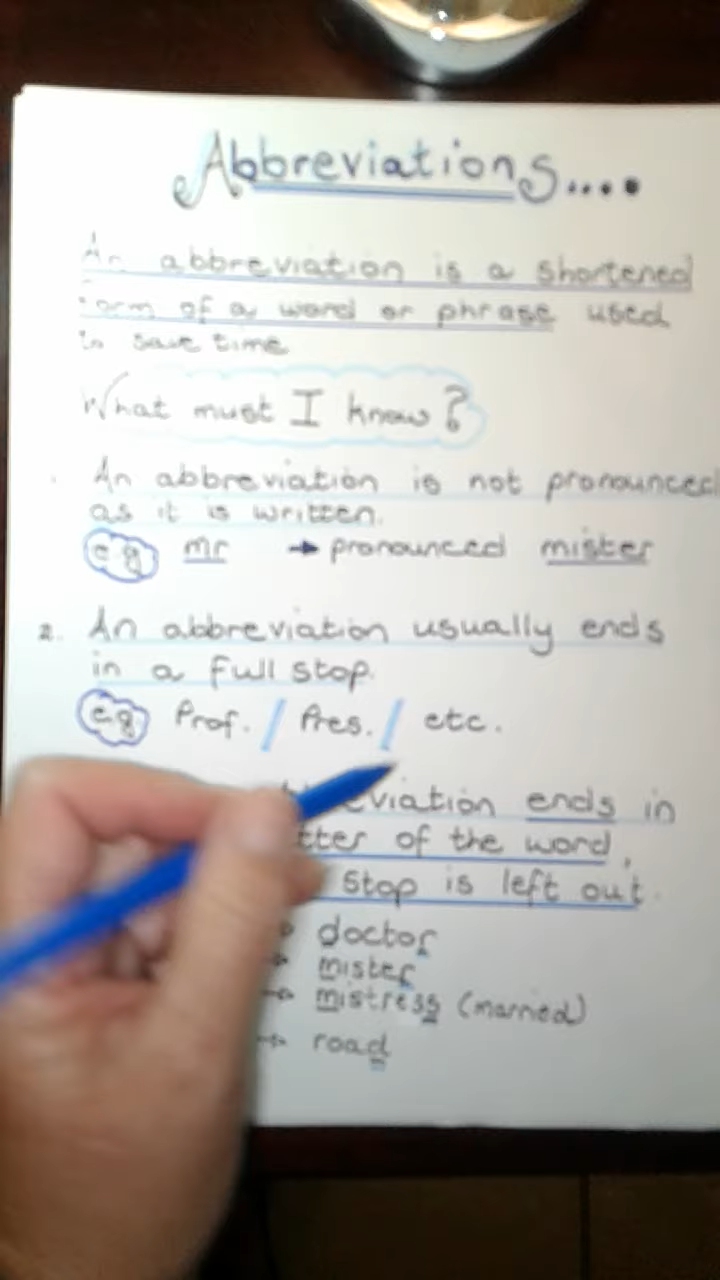 Abbreviations....
An abbreviation is a shortened
form of a word or phrase used
to save time
What must I know?
An abbreviation is not pronounced
as it is written.
e.g mr → pronounced mister
2. An abbreviation usually ends
in a full stop.
e.g. Prof. / Pres. / etc.
ends in
of the word,
stop is left out.
→ doctor
→ mister
→ mistress (married)
→ road